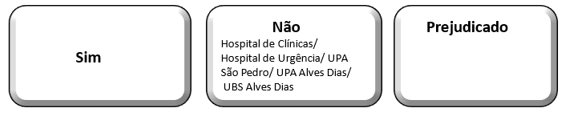 Sim
Não
Hospital de Clínicas/
Hospital de Urgência/ UPA
São Pedro/ UPA Alves Dias/
UBS Alves Dias
Prejudicado